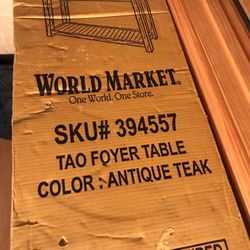 WORLD MARKET®
One World. One Store.
SKU# 394557
TAO FOYER TABLE
COLOR : ANTIQUE TEAK